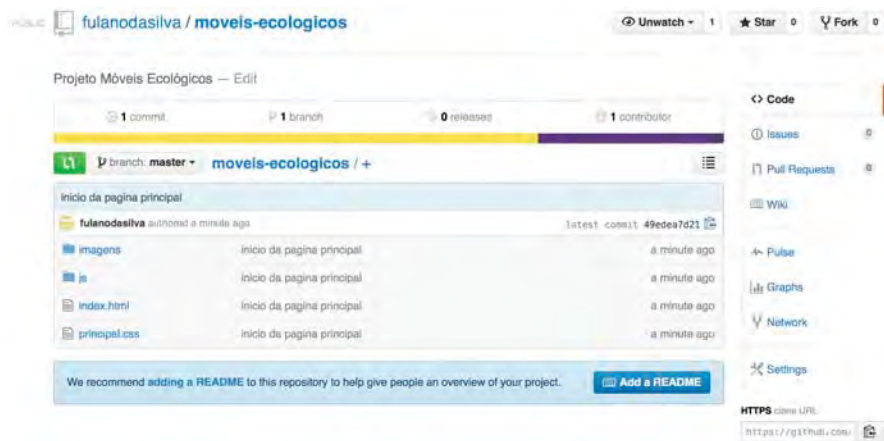 PUBLIC fulanodasilva / moveis-ecologicos Unwatch 1 Star 0 Fork 0
Projeto Móveis Ecológicos — Edit
1 commit 1 branch 0 releases 1 contributor
branch: master moveis-ecologicos / +
inicio da pagina principal
fulanodasilva authored a minute ago latest commit 49edea7d21
imagens inicio da pagina principal a minute ago
js inicio da pagina principal a minute ago
index.html inicio da pagina principal a minute ago
principal.css inicio da pagina principal a minute ago
We recommend adding a README to this repository to help give people an overview of your project. Add a README
Code
Issues 0
Pull Requests 0
Wiki
Pulse
Graphs
Network
Settings
HTTPS clone URL
https://github.com/